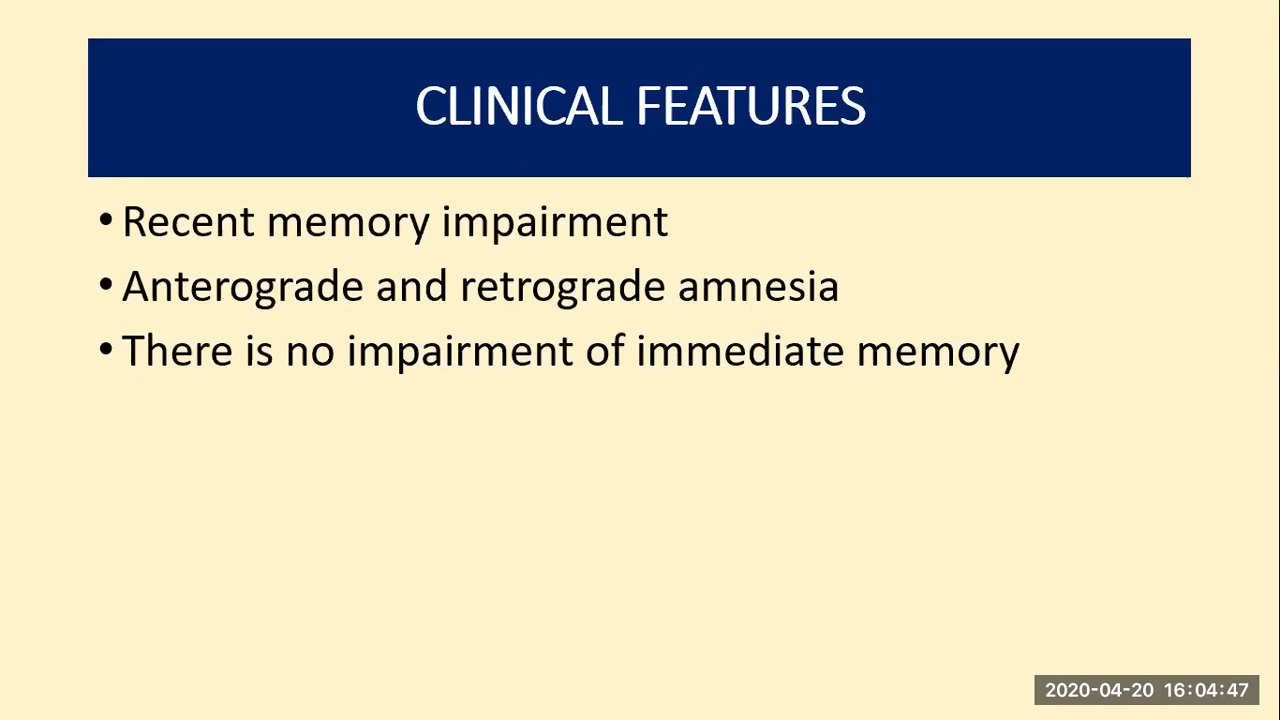 CLINICAL FEATURES
• Recent memory impairment
• Anterograde and retrograde amnesia
• There is no impairment of immediate memory
2020-04-20 16:04:47